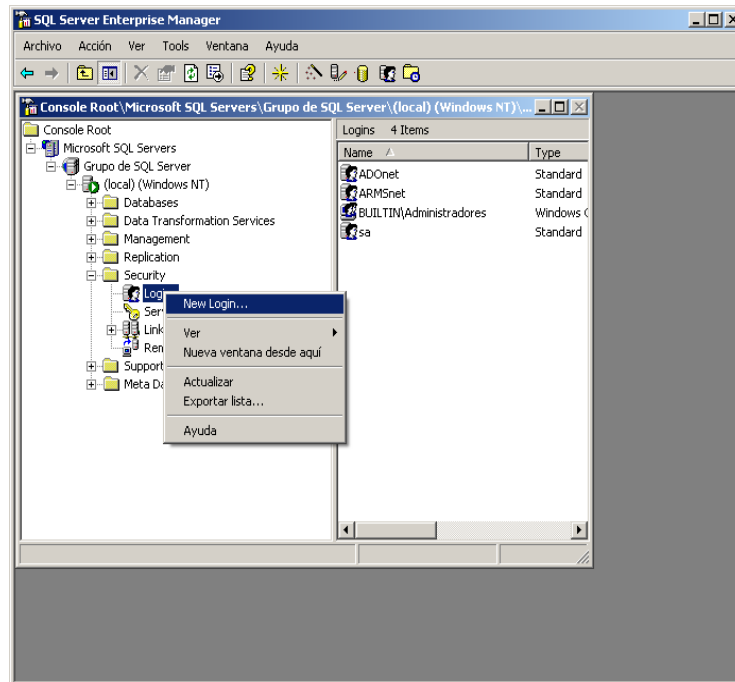 SQL Server Enterprise Manager
Archivo Acción Ver Tools Ventana Ayuda
Console Root\Microsoft SQL Servers\Grupo de SQL Server\(local) (Windows NT)\...
Console Root
Microsoft SQL Servers
Grupo de SQL Server
(local) (Windows NT)
Databases
Data Transformation Services
Management
Replication
Security
Logi
Ser
Link
Rem
Support
Meta Da
New Login...
Ver
Nueva ventana desde aquí
Actualizar
Exportar lista...
Ayuda
Logins 4 Items
Name Type
ADOnet Standard
ARMSnet Standard
BUILTIN\Administradores Windows
sa Standard